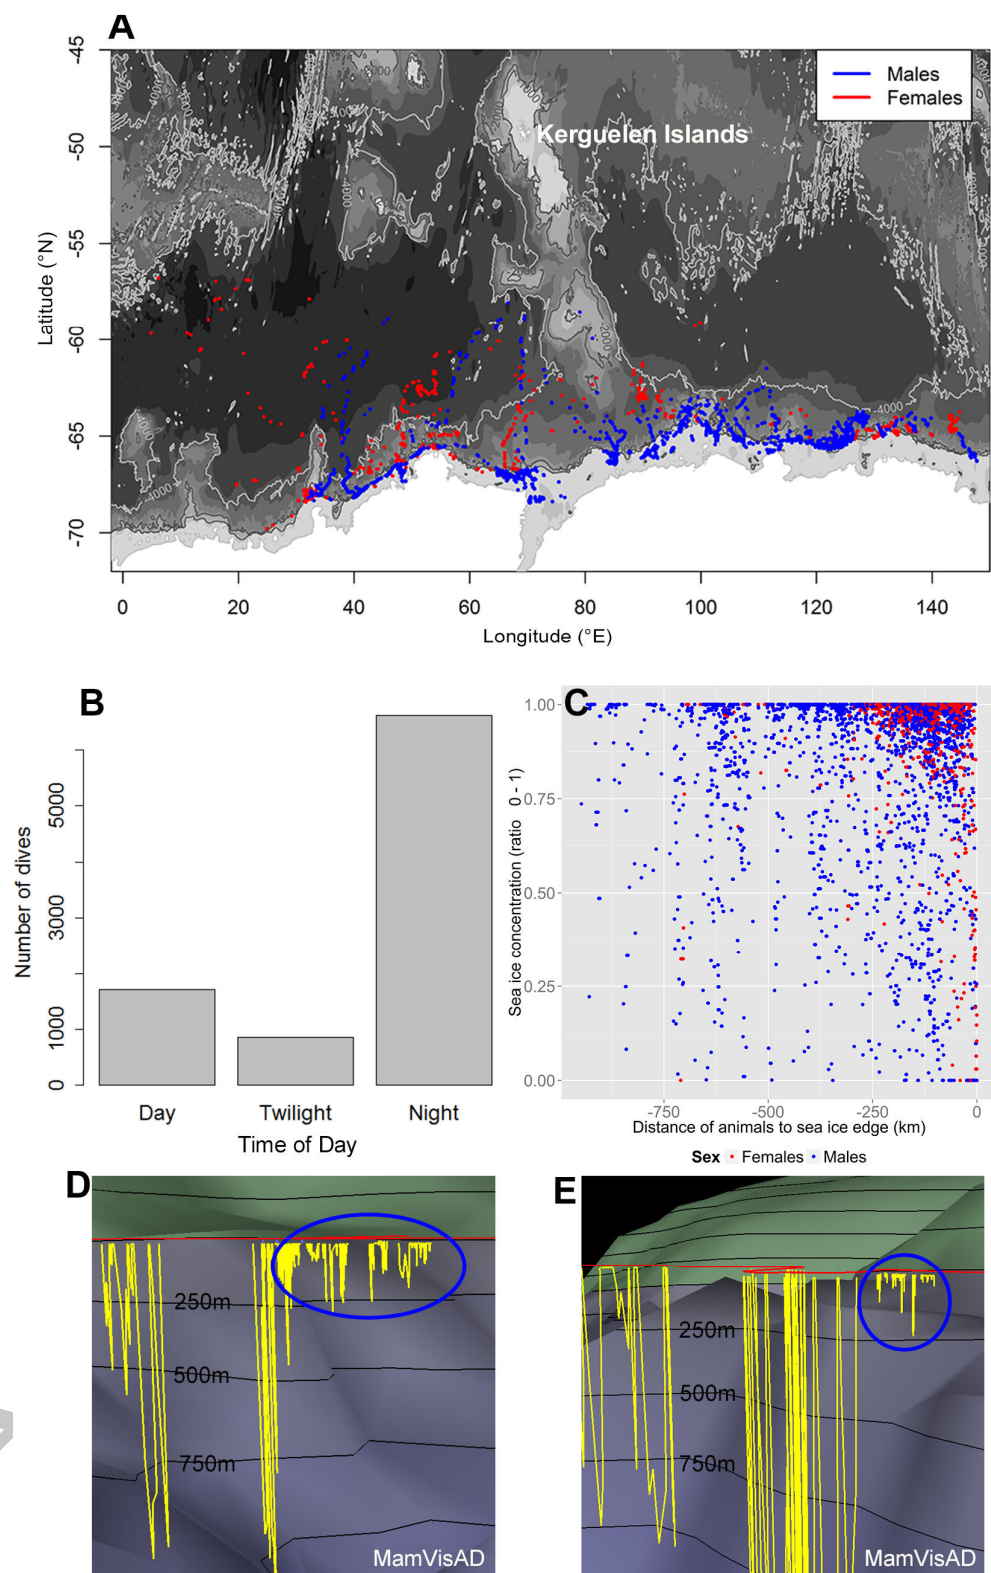 A
-45
-50
-55
-60
-65
-70
Latitude (°N)
Males
Females
Kerguelen Islands
-4000
-2000
0
20
40
60
80
100
120
140
Longitude (°E)
B
Number of dives
5000
3000
1000
0
Day
Twilight
Night
Time of Day
C
Sea ice concentration (ratio 0 - 1)
1.00
0.75
0.50
0.25
0.00
-750
-500
-250
0
Distance of animals to sea ice edge (km)
Sex
Females
Males
D
250m
500m
750m
MamVisAD
E
250m
500m
750m
MamVisAD